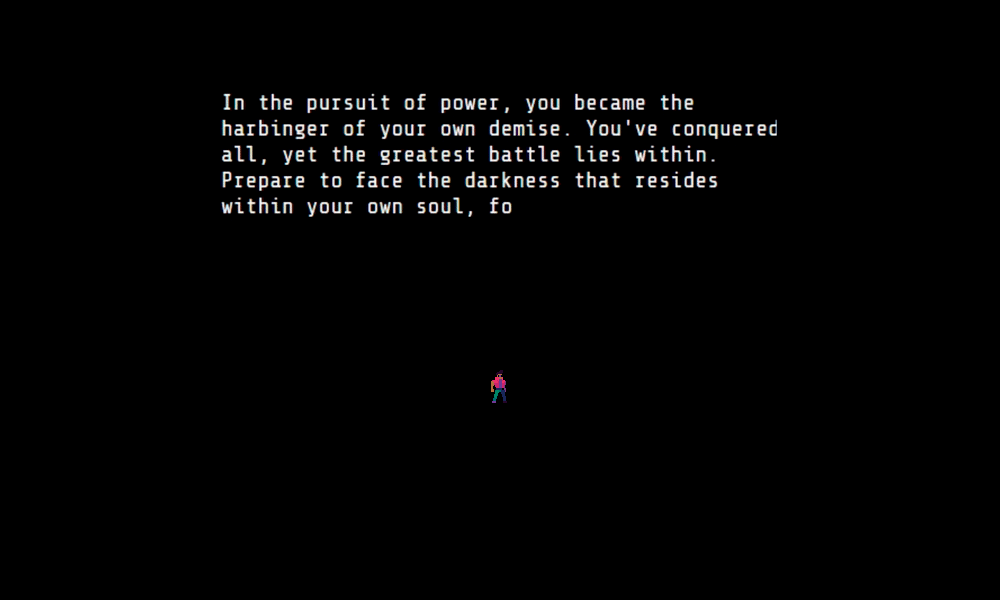 In the pursuit of power, you became the
harbinger of your own demise. You've conquered
all, yet the greatest battle lies within.
Prepare to face the darkness that resides
within your own soul, fo